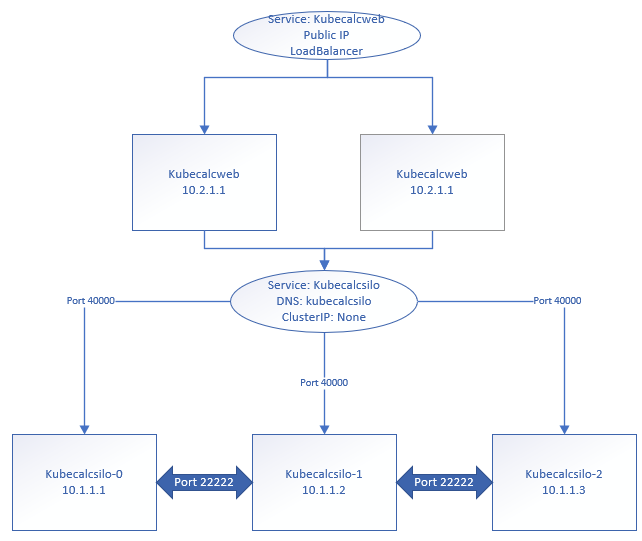 Service: Kubecalcweb
Public IP
LoadBalancer
Kubecalcweb
10.2.1.1
Kubecalcweb
10.2.1.1
Service: Kubecalcsilo
DNS: kubecalcsilo
ClusterIP: None
Port 40000
Port 40000
Port 40000
Kubecalcsilo-0
10.1.1.1
Port 22222
Kubecalcsilo-1
10.1.1.2
Port 22222
Kubecalcsilo-2
10.1.1.3